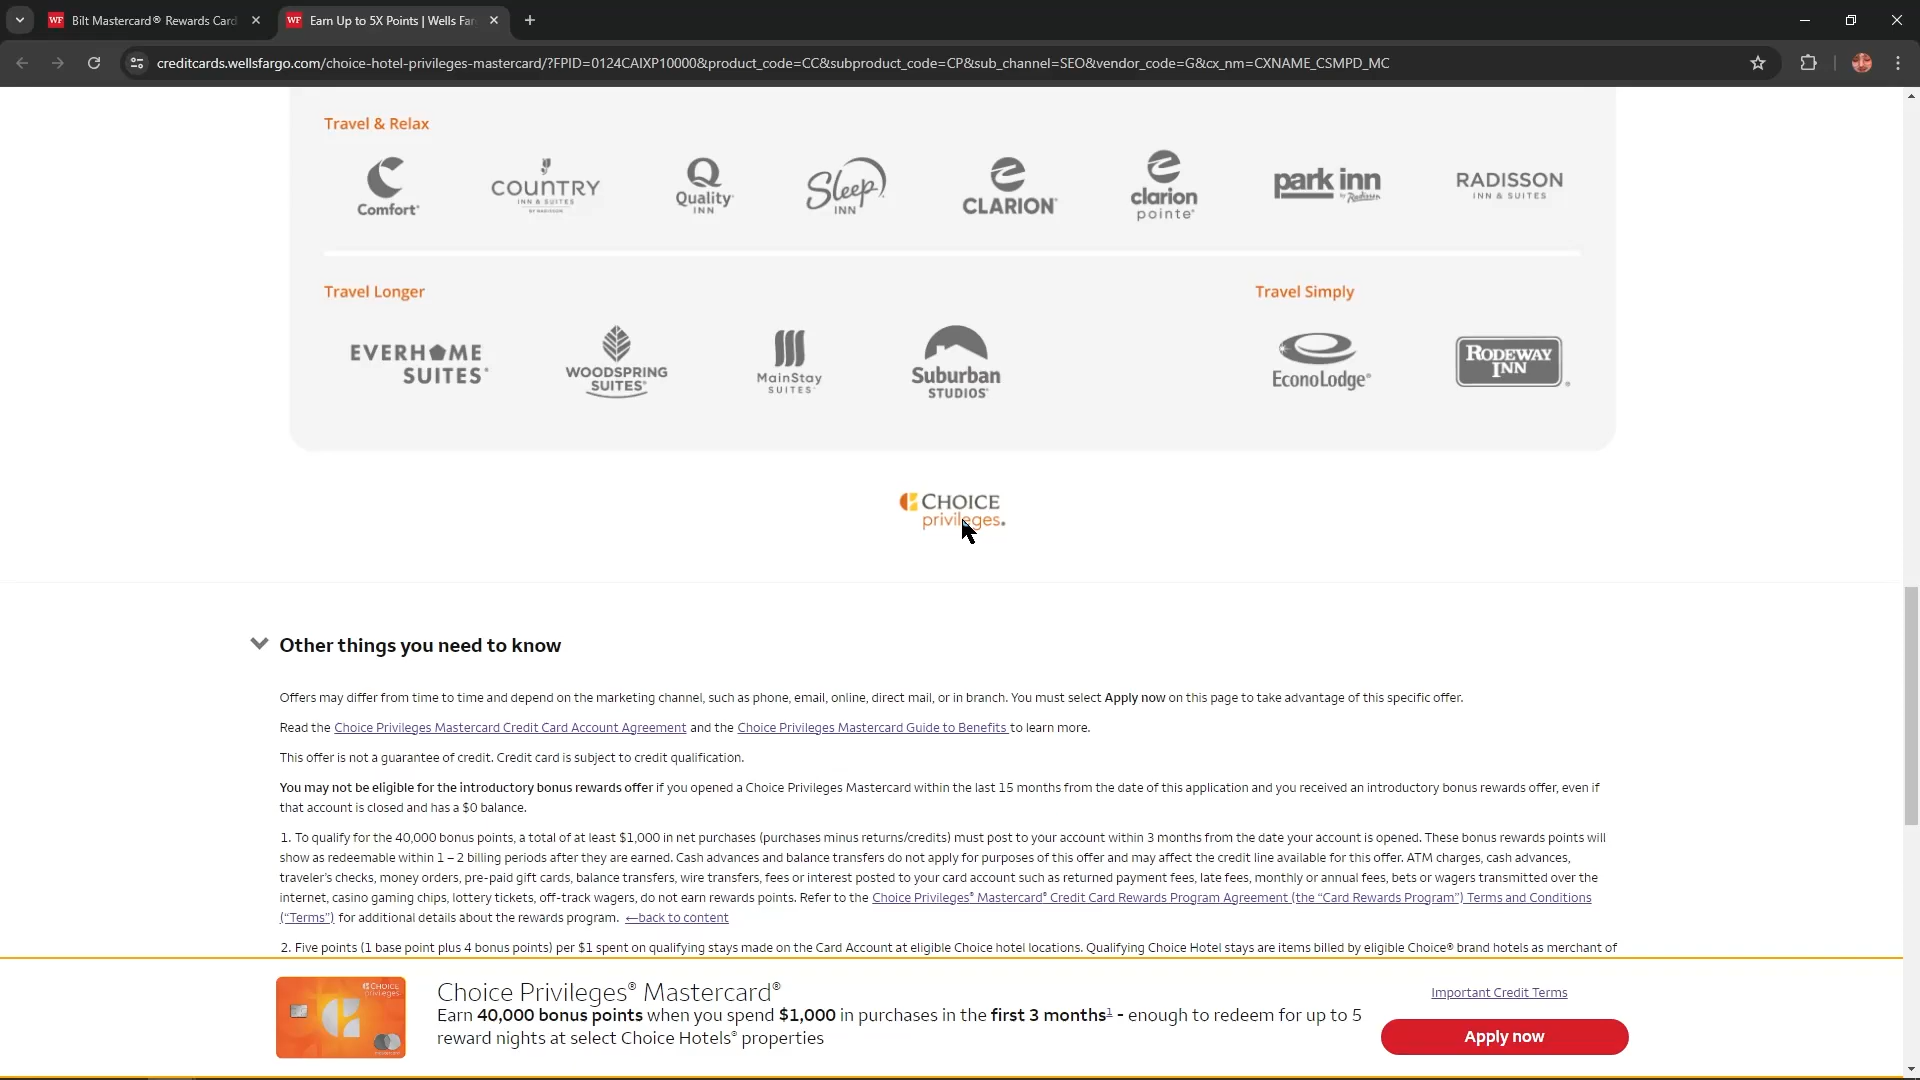 Bilt Mastercard® Rewards Card
Earn Up to 5X Points | Wells Far
creditcards.wellsfargo.com/choice-hotel-privileges-mastercard/?FPID=0124CAIXP10000&product_code=CC&subproduct_code=CP&sub_channel=SEO&vendor_code=G&cx_nm=CXNAME_CSMPD_MC
Travel & Relax
Comfort®
COUNTRY
INN & SUITES
BY RADISSON
Quality
INN
Sleep
INN
CLARION®
clarion
pointe®
park inn
by Radisson
RADISSON
INN & SUITES
Travel Longer
Travel Simply
EVERHOME
SUITES®
WOODSPRING
SUITES®
MainStay
SUITES®
Suburban
STUDIOS®
EconoLodge®
RODEWAY
INN ®
CHOICE
privileges.
Other things you need to know
Offers may differ from time to time and depend on the marketing channel, such as phone, email, online, direct mail, or in branch. You must select Apply now on this page to take advantage of this specific offer.
Read the Choice Privileges Mastercard Credit Card Account Agreement and the Choice Privileges Mastercard Guide to Benefits to learn more.
This offer is not a guarantee of credit. Credit card is subject to credit qualification.
You may not be eligible for the introductory bonus rewards offer if you opened a Choice Privileges Mastercard within the last 15 months from the date of this application and you received an introductory bonus rewards offer, even if
that account is closed and has a $0 balance.
1. To qualify for the 40,000 bonus points, a total of at least $1,000 in net purchases (purchases minus returns/credits) must post to your account within 3 months from the date your account is opened. These bonus rewards points will
show as redeemable within 1 – 2 billing periods after they are earned. Cash advances and balance transfers do not apply for purposes of this offer and may affect the credit line available for this offer. ATM charges, cash advances,
traveler's checks, money orders, pre-paid gift cards, balance transfers, wire transfers, fees or interest posted to your card account such as returned payment fees, late fees, monthly or annual fees, bets or wagers transmitted over the
internet, casino gaming chips, lottery tickets, off-track wagers, do not earn rewards points. Refer to the Choice Privileges® Mastercard® Credit Card Rewards Program Agreement (the “Card Rewards Program”) Terms and Conditions
(“Terms”) for additional details about the rewards program. ←back to content
2. Five points (1 base point plus 4 bonus points) per $1 spent on qualifying stays made on the Card Account at eligible Choice hotel locations. Qualifying Choice Hotel stays are items billed by eligible Choice® brand hotels as merchant of
CHOICE
privileges
Choice Privileges® Mastercard®
Earn 40,000 bonus points when you spend $1,000 in purchases in the first 3 months1 - enough to redeem for up to 5
reward nights at select Choice Hotels® properties
Important Credit Terms
Apply now